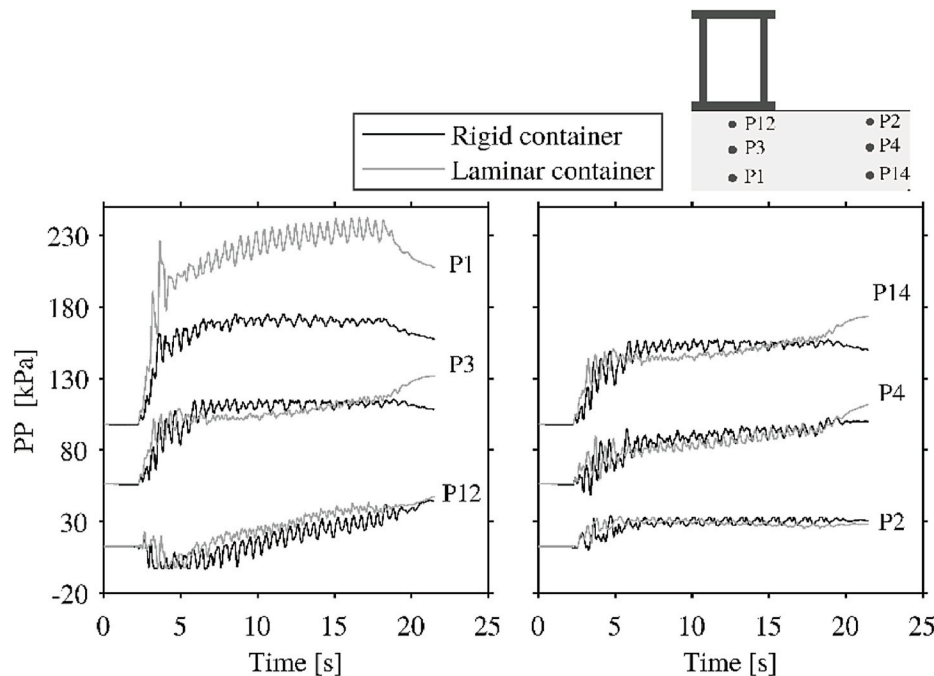 Rigid container
Laminar container
P12
P2
P3
P4
P1
P14
PP [kPa]
230
180
130
80
30
-20
P1
P3
P12
0 5 10 15 20 25
Time [s]
P14
P4
P2
0 5 10 15 20 25
Time [s]